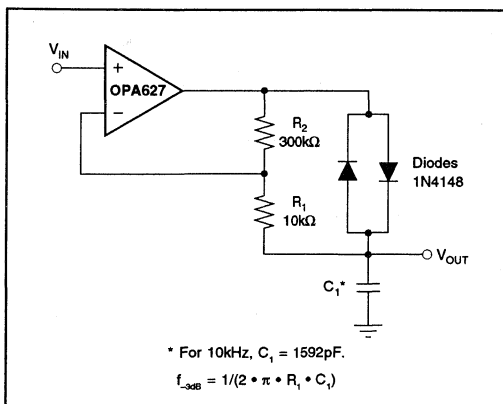 V_IN
+
OPA627
−
R₂
300kΩ
R₁
10kΩ
Diodes
1N4148
V_OUT
C₁*
* For 10kHz, C₁ = 1592pF.
f₋₃dB = 1/(2 • π • R₁ • C₁)